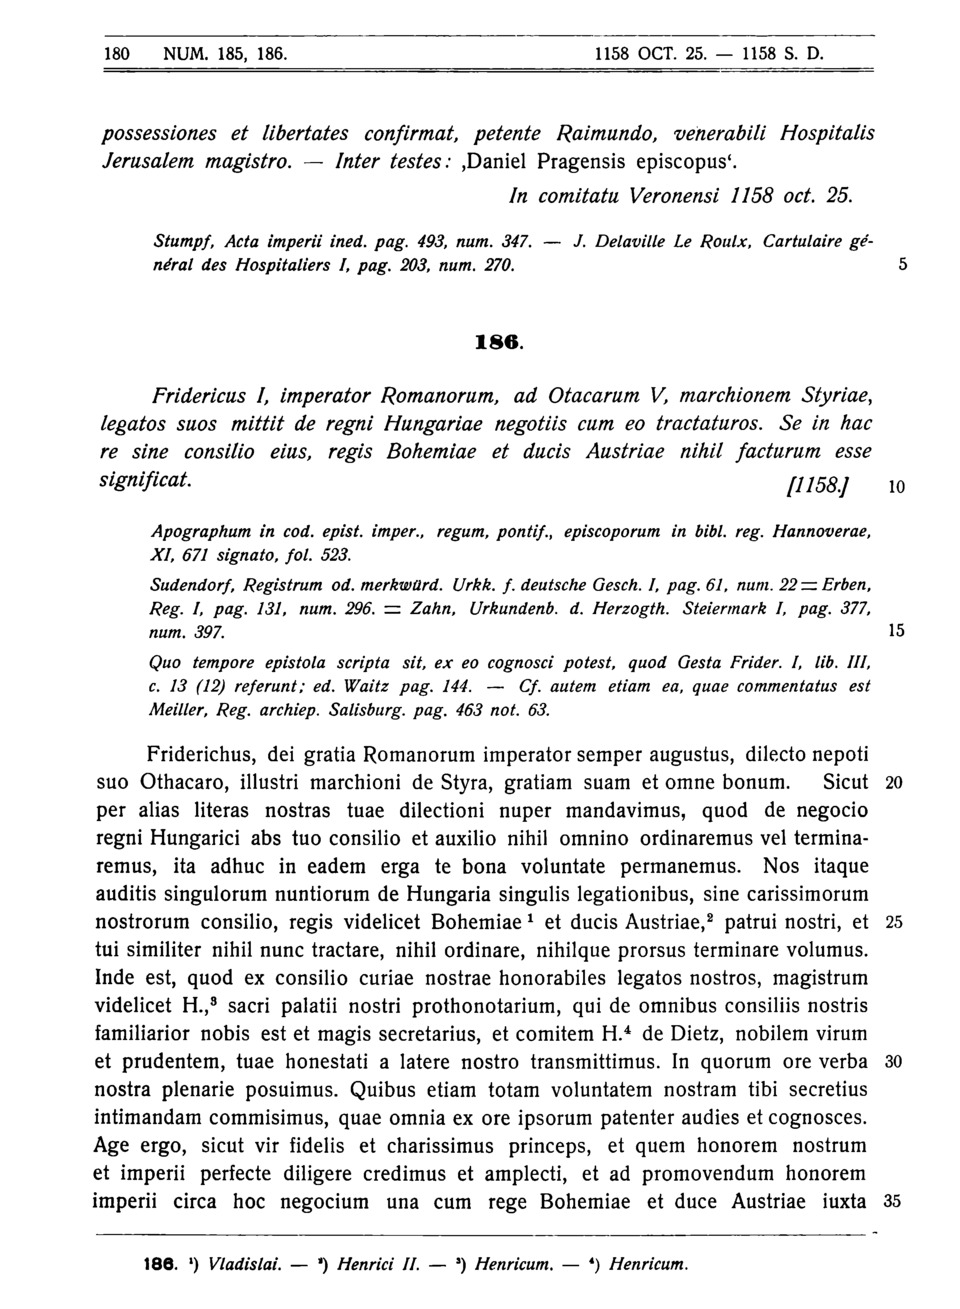 180 NUM. 185, 186. 1158 OCT. 25. — 1158 S. D.
possessiones et libertates confirmat, petente Raimundo, venerabili Hospitalis
Jerusalem magistro. — Inter testes: ‚Daniel Pragensis episcopus‘.
In comitatu Veronensi 1158 oct. 25.
Stumpf, Acta imperii ined. pag. 493, num. 347. — J. Delaville Le Roulx, Cartulaire gé-
néral des Hospitaliers I, pag. 203, num. 270. 5
186.
Fridericus I, imperator Romanorum, ad Otacarum V, marchionem Styriae,
legatos suos mittit de regni Hungariae negotiis cum eo tractaturos. Se in hac
re sine consilio eius, regis Bohemiae et ducis Austriae nihil facturum esse
significat. [1158.] 10
Apographum in cod. epist. imper., regum, pontif., episcoporum in bibl. reg. Hannoverae,
XI, 671 signato, fol. 523.
Sudendorf, Registrum od. merkwürd. Urkk. f. deutsche Gesch. I, pag. 61, num. 22 = Erben,
Reg. I, pag. 131, num. 296. = Zahn, Urkundenb. d. Herzogth. Steiermark I, pag. 377,
num. 397. 15
Quo tempore epistola scripta sit, ex eo cognosci potest, quod Gesta Frider. I, lib. III,
c. 13 (12) referunt; ed. Waitz pag. 144. — Cf. autem etiam ea, quae commentatus est
Meiller, Reg. archiep. Salisburg. pag. 463 not. 63.
Friderichus, dei gratia Romanorum imperator semper augustus, dilecto nepoti
suo Othacaro, illustri marchioni de Styra, gratiam suam et omne bonum. Sicut 20
per alias literas nostras tuae dilectioni nuper mandavimus, quod de negocio
regni Hungarici abs tuo consilio et auxilio nihil omnino ordinaremus vel termina-
remus, ita adhuc in eadem erga te bona voluntate permanemus. Nos itaque
auditis singulorum nuntiorum de Hungaria singulis legationibus, sine carissimorum
nostrorum consilio, regis videlicet Bohemiae ¹ et ducis Austriae,² patrui nostri, et 25
tui similiter nihil nunc tractare, nihil ordinare, nihilque prorsus terminare volumus.
Inde est, quod ex consilio curiae nostrae honorabiles legatos nostros, magistrum
videlicet H.,³ sacri palatii nostri prothonotarium, qui de omnibus consiliis nostris
familiarior nobis est et magis secretarius, et comitem H.⁴ de Dietz, nobilem virum
et prudentem, tuae honestati a latere nostro transmittimus. In quorum ore verba 30
nostra plenarie posuimus. Quibus etiam totam voluntatem nostram tibi secretius
intimandam commisimus, quae omnia ex ore ipsorum patenter audies et cognosces.
Age ergo, sicut vir fidelis et charissimus princeps, et quem honorem nostrum
et imperii perfecte diligere credimus et amplecti, et ad promovendum honorem
imperii circa hoc negocium una cum rege Bohemiae et duce Austriae iuxta 35
186. ¹) Vladislai. — ²) Henrici II. — ³) Henricum. — ⁴) Henricum.